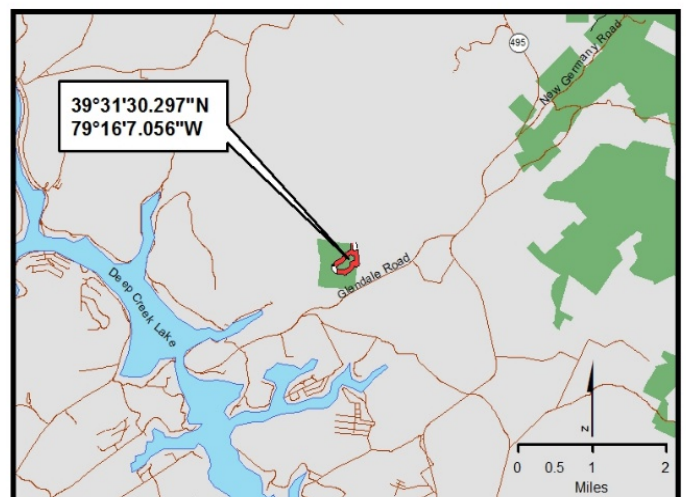 495
New Germany Road
39°31'30.297"N
79°16'7.056"W
Glendale Road
Deep Creek Lake
N
0 0.5 1 2
Miles